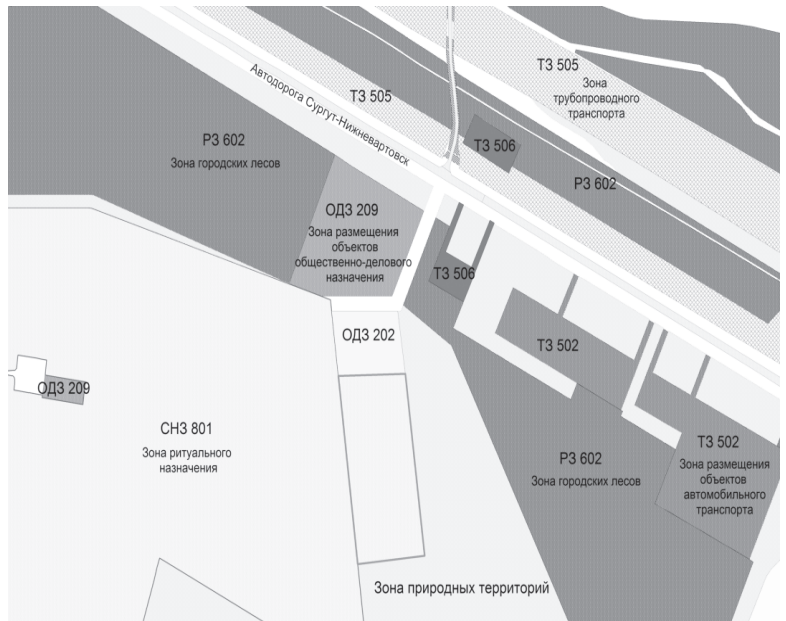 ТЗ 505
Зона
трубопроводного
транспорта
Автодорога Сургут-Нижневартовск
ТЗ 505
РЗ 602
Зона городских лесов
ТЗ 506
РЗ 602
ОДЗ 209
Зона размещения
объектов
общественно-делового
назначения
ТЗ 506
ОДЗ 202
ТЗ 502
ОДЗ 209
СНЗ 801
Зона ритуального
назначения
РЗ 602
Зона городских лесов
ТЗ 502
Зона размещения
объектов
автомобильного
транспорта
Зона природных территорий